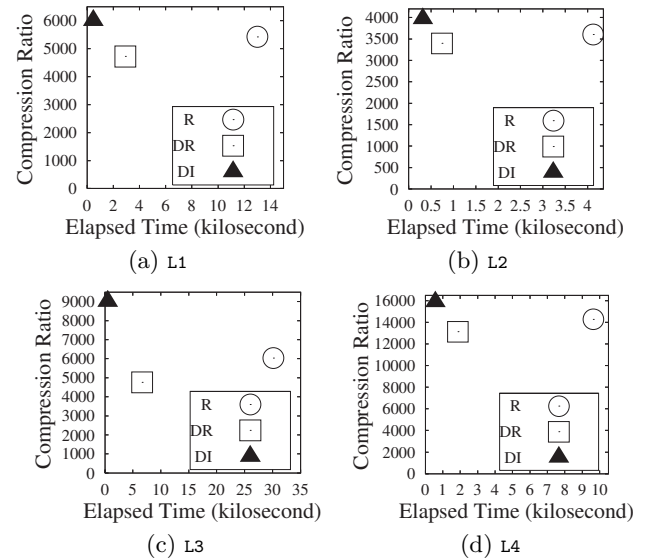 Compression Ratio
6000
5000
4000
3000
2000
1000
0
R
DR
DI
0 2 4 6 8 10 12 14
Elapsed Time (kilosecond)
(a) L1
Compression Ratio
4000
3500
3000
2500
2000
1500
1000
500
0
R
DR
DI
0 0.5 1 1.5 2 2.5 3 3.5 4
Elapsed Time (kilosecond)
(b) L2
Compression Ratio
9000
8000
7000
6000
5000
4000
3000
2000
1000
0
R
DR
DI
0 5 10 15 20 25 30 35
Elapsed Time (kilosecond)
(c) L3
Compression Ratio
16000
14000
12000
10000
8000
6000
4000
2000
0
R
DR
DI
0 1 2 3 4 5 6 7 8 9 10
Elapsed Time (kilosecond)
(d) L4